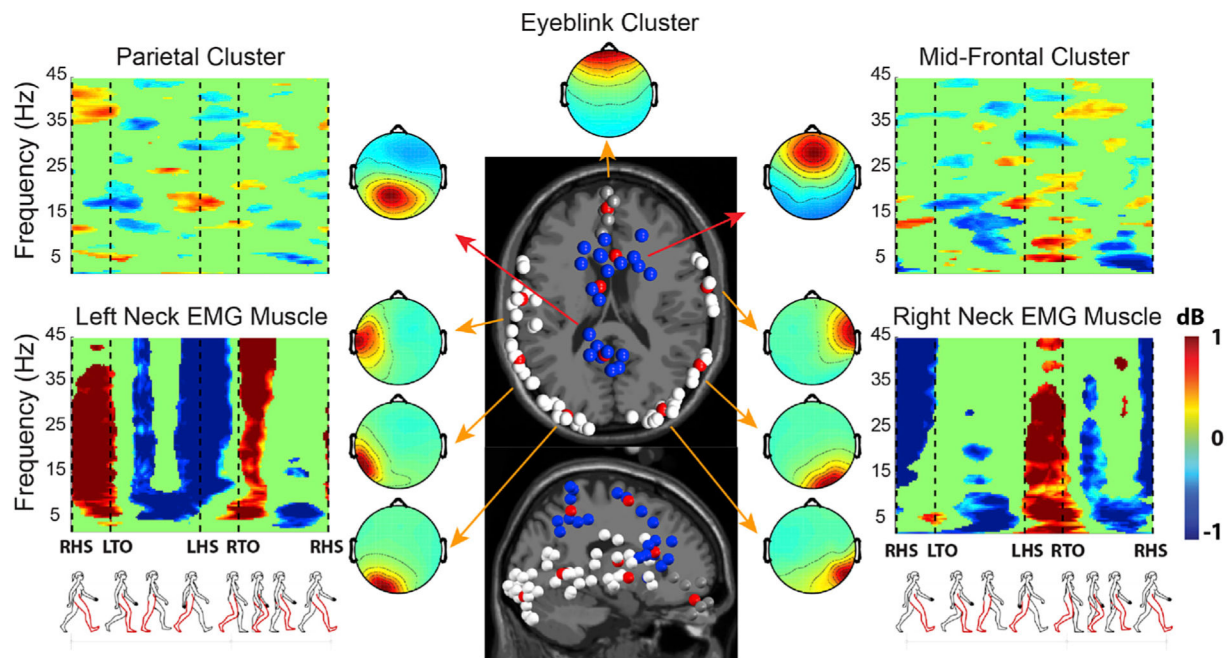 Eyeblink Cluster
Parietal Cluster
Mid-Frontal Cluster
Frequency (Hz)
45
35
25
15
5
45
35
25
15
5
Left Neck EMG Muscle
Right Neck EMG Muscle
dB
Frequency (Hz)
45
35
25
15
5
45
35
25
15
5
1
0
-1
RHS LTO LHS RTO RHS
RHS LTO LHS RTO RHS